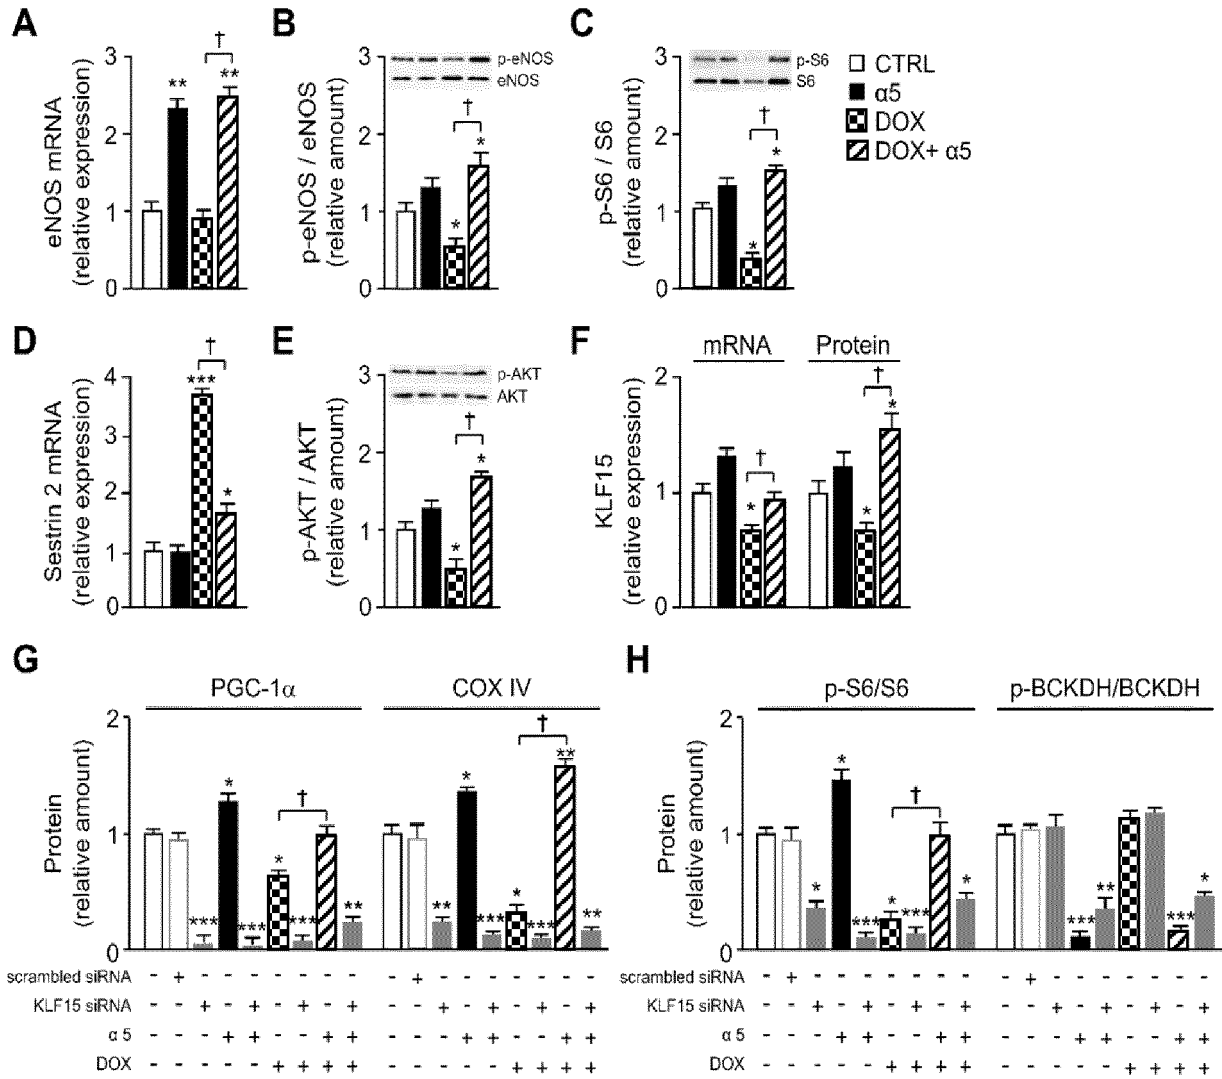 A
eNOS mRNA
(relative expression)
3
2
1
0
**
**
†
B
p-eNOS / eNOS
(relative amount)
3
2
1
0
p-eNOS
eNOS
†
*
*
C
p-S6 / S6
(relative amount)
3
2
1
0
p-S6
S6
†
*
*
CTRL
α5
DOX
DOX+ α5
D
Sestrin 2 mRNA
(relative expression)
4
3
2
1
0
†
***
*
E
p-AKT / AKT
(relative amount)
3
2
1
0
p-AKT
AKT
†
*
*
F
mRNA Protein
KLF15
(relative expression)
2
1
0
†
*
†
*
*
G
PGC-1α COX IV
Protein
(relative amount)
2
1
0
*** * *** * *** † **
** * *** * *** ** † **
scrabled siRNA - + - - - - - - - - + - - - - - - -
KLF15 siRNA - - + - + - + - + - - + - + - + - +
α 5 - - - + + - - + + - - - + + - - + +
DOX - - - - - + + + + - - - - - + + + +
H
p-S6/S6 p-BCKDH/BCKDH
Protein
(relative amount)
2
1
0
* * *** * *** † *
*** ** *** *
scrambled siRNA - + - - - - - - - - + - - - - - - -
KLF15 siRNA - - + - + - + - + - - + - + - + - +
α 5 - - - + + - - + + - - - + + - - + +
DOX - - - - - + + + + - - - - - + + + +